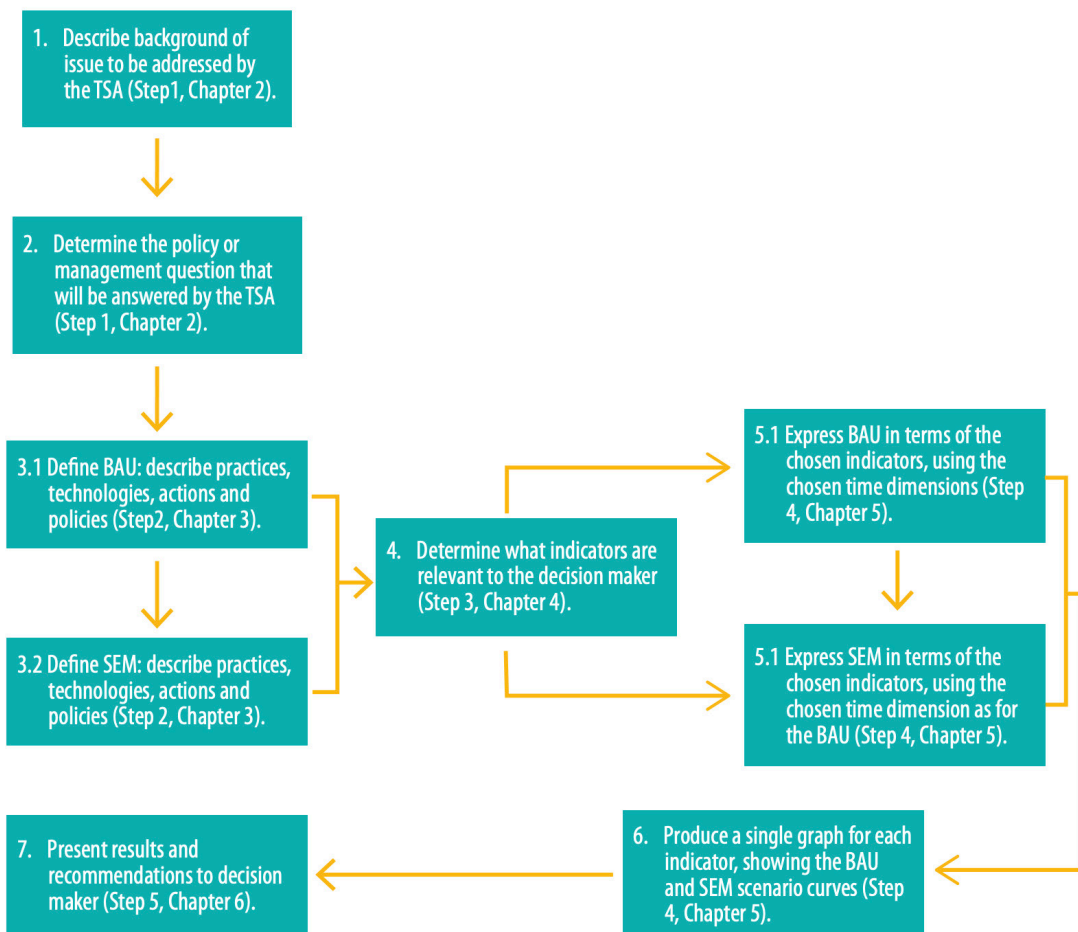 1. Describe background of
issue to be addressed by
the TSA (Step1, Chapter 2).
2. Determine the policy or
management question that
will be answered by the TSA
(Step 1, Chapter 2).
3.1 Define BAU: describe practices,
technologies, actions and
policies (Step2, Chapter 3).
3.2 Define SEM: describe practices,
technologies, actions and
policies (Step 2, Chapter 3).
4. Determine what indicators are
relevant to the decision maker
(Step 3, Chapter 4).
5.1 Express BAU in terms of the
chosen indicators, using the
chosen time dimensions (Step
4, Chapter 5).
5.1 Express SEM in terms of the
chosen indicators, using the
chosen time dimension as for
the BAU (Step 4, Chapter 5).
6. Produce a single graph for each
indicator, showing the BAU
and SEM scenario curves (Step
4, Chapter 5).
7. Present results and
recommendations to decision
maker (Step 5, Chapter 6).